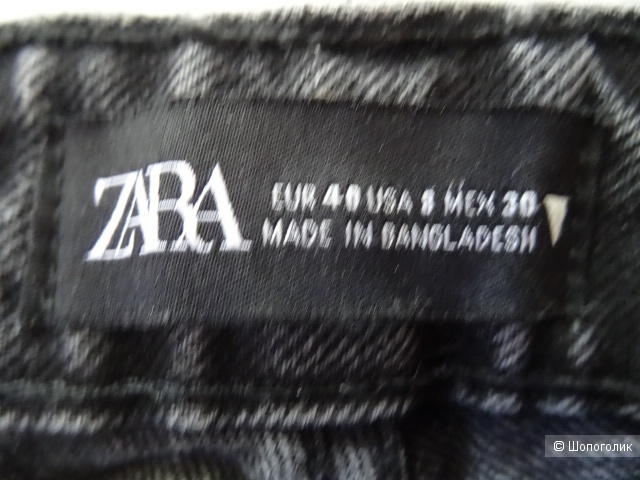 ZARA
EUR 40 USA 8 MEX 30
MADE IN BANGLADESH
© Шопоголик